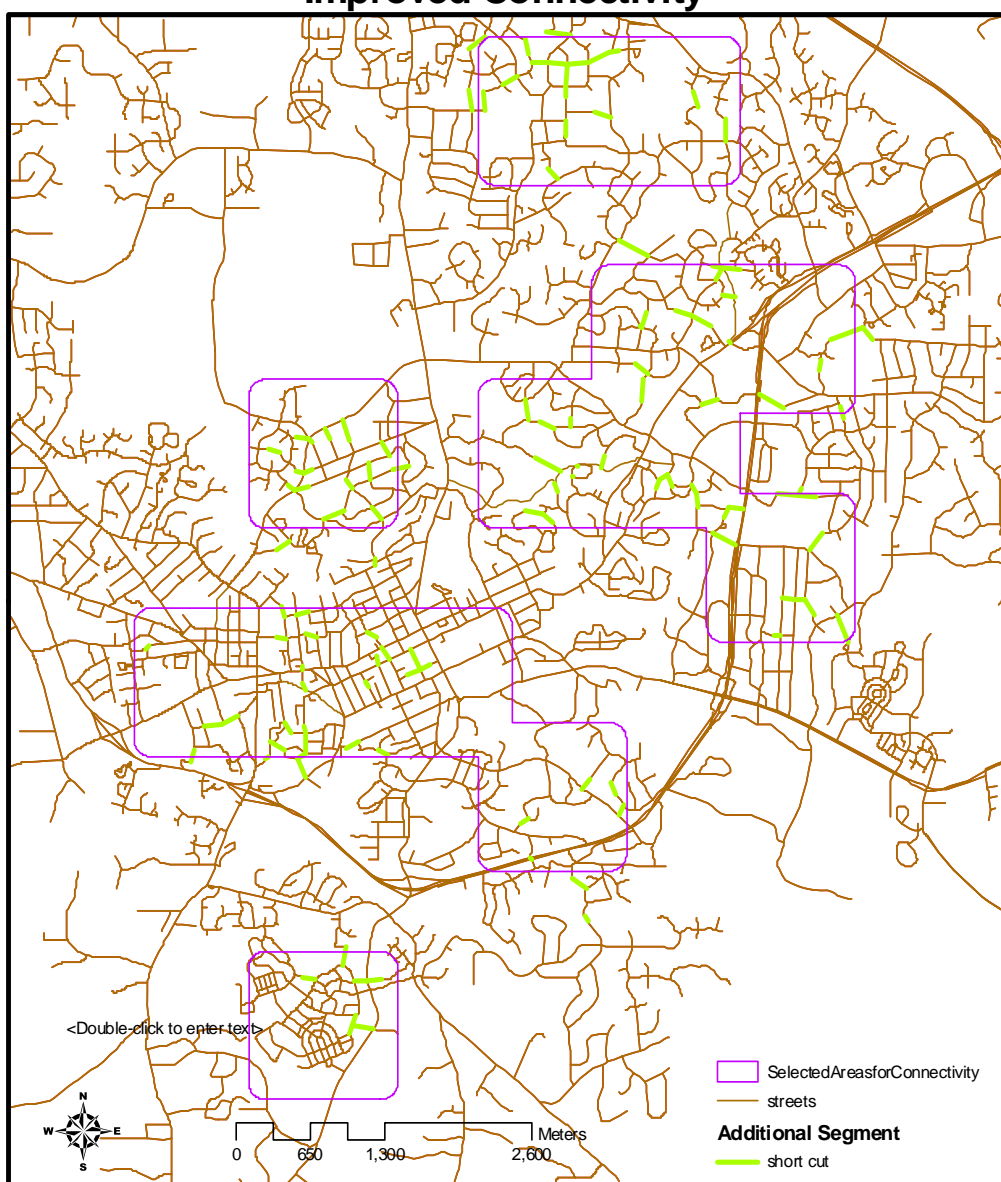 Improved Connectivity
<Double-click to enter text>
SelectedAreasforConnectivity
streets
Additional Segment
short cut
N
W E
S
Meters
0 650 1,300 2,600